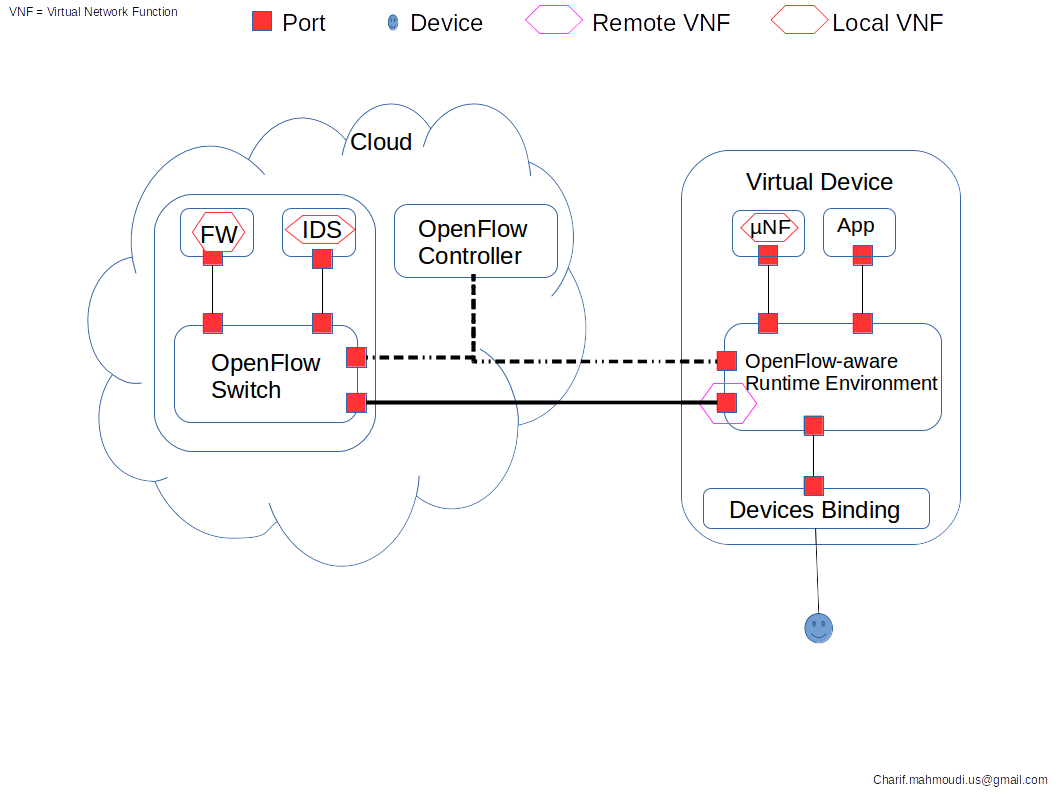 VNF = Virtual Network Function
Port
Device
Remote VNF
Local VNF
Cloud
Virtual Device
FW
IDS
OpenFlow
Controller
µNF
App
OpenFlow
Switch
OpenFlow-aware
Runtime Environment
Devices Binding
Charif.mahmoudi.us@gmail.com